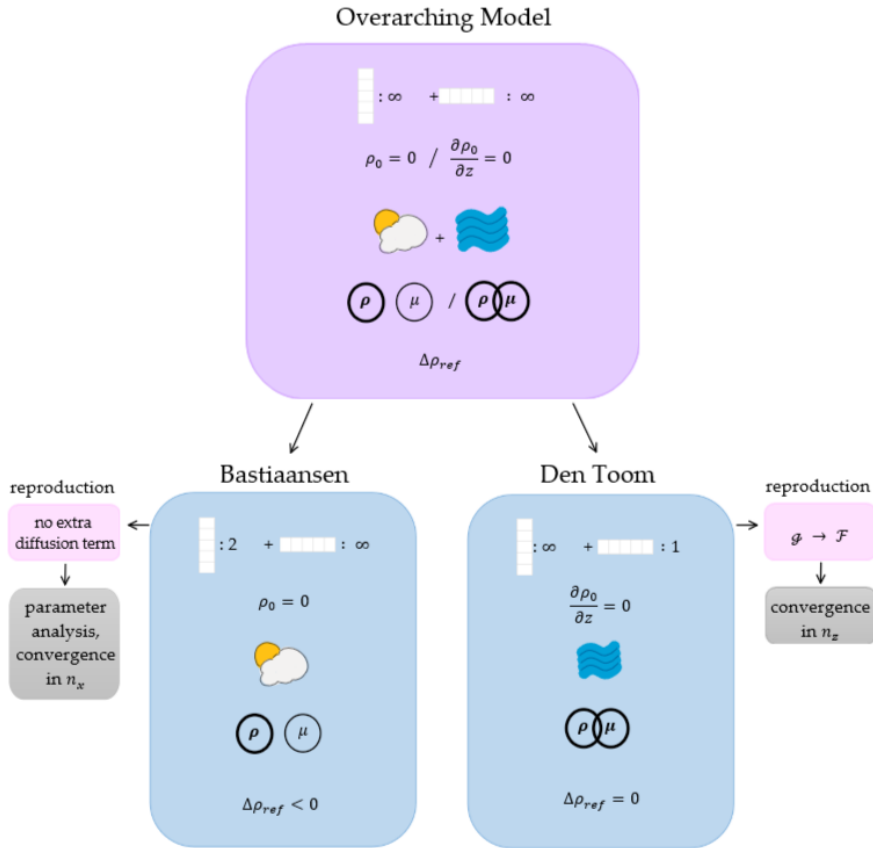 Overarching Model
: ∞ + : ∞
ρ₀ = 0 / ∂ρ₀/∂z = 0
+
ρ μ / ρ μ
Δρ_ref
Bastiaansen
Den Toom
reproduction
no extra
diffusion term
parameter
analysis,
convergence
in n_x
: 2 + : ∞
ρ₀ = 0
ρ μ
Δρ_ref < 0
: ∞ + : 1
∂ρ₀/∂z = 0
ρ μ
Δρ_ref = 0
reproduction
ℊ → ℱ
convergence
in n_z